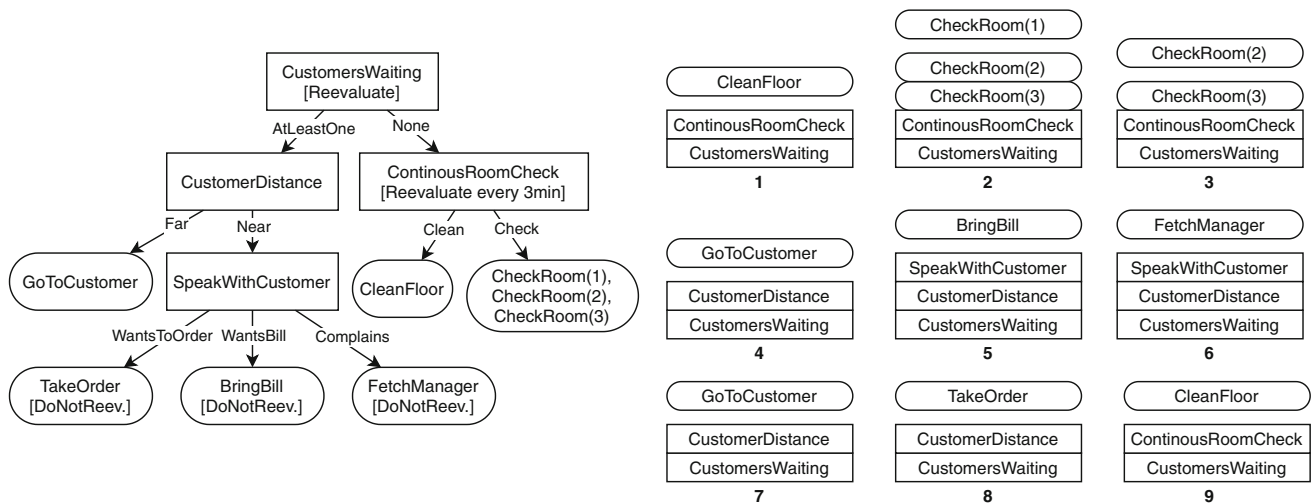 CustomersWaiting
[Reevaluate]
AtLeastOne
None
CustomerDistance
ContinousRoomCheck
[Reevaluate every 3min]
Far
Near
Clean
Check
GoToCustomer
SpeakWithCustomer
CleanFloor
CheckRoom(1),
CheckRoom(2),
CheckRoom(3)
WantsToOrder
WantsBill
Complains
TakeOrder
[DoNotReev.]
BringBill
[DoNotReev.]
FetchManager
[DoNotReev.]
CleanFloor
ContinousRoomCheck
CustomersWaiting
1
CheckRoom(1)
CheckRoom(2)
CheckRoom(3)
ContinousRoomCheck
CustomersWaiting
2
CheckRoom(2)
CheckRoom(3)
ContinousRoomCheck
CustomersWaiting
3
GoToCustomer
CustomerDistance
CustomersWaiting
4
BringBill
SpeakWithCustomer
CustomerDistance
CustomersWaiting
5
FetchManager
SpeakWithCustomer
CustomerDistance
CustomersWaiting
6
GoToCustomer
CustomerDistance
CustomersWaiting
7
TakeOrder
CustomerDistance
CustomersWaiting
8
CleanFloor
ContinousRoomCheck
CustomersWaiting
9